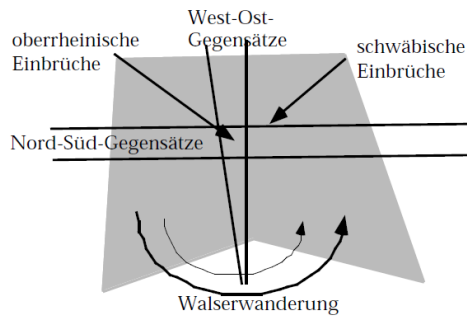 West-Ost-
Gegensätze
oberrheinische
Einbrüche
schwäbische
Einbrüche
Nord-Süd-Gegensätze
Walserwanderung